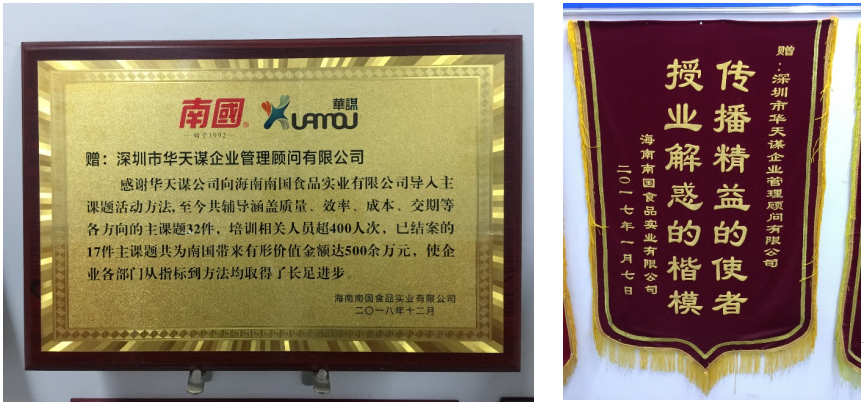 南國®
始于1992
華謀
HUAMOU
赠：深圳市华天谋企业管理顾问有限公司
感谢华天谋公司向海南南国食品实业有限公司导入主
课题活动方法,至今共辅导涵盖质量、效率、成本、交期等
各方向的主课题32件，培训相关人员超400人次，已结案的
17件主课题共为南国带来有形价值金额达500余万元，使企
业各部门从指标到方法均取得了长足进步。
海南南国食品实业有限公司
二〇一八年十二月
赠：深圳市华天谋企业管理顾问有限公司
传播精益的使者
授业解惑的楷模
海南南国食品实业有限公司
二〇一七年一月七日